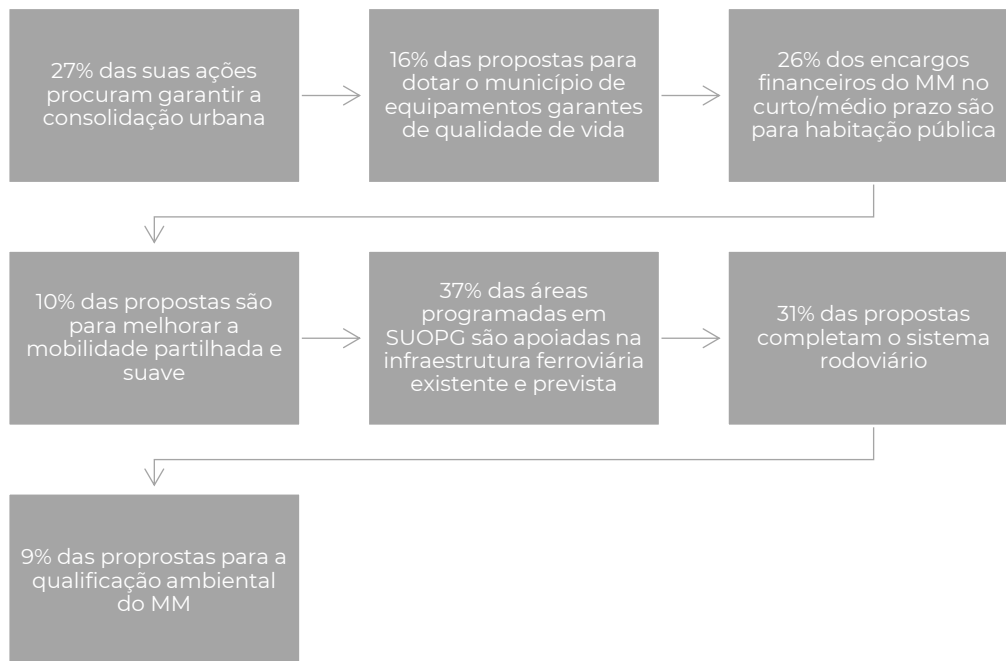 27% das suas ações
procuram garantir a
consolidação urbana
16% das propostas para
dotar o município de
equipamentos garantes
de qualidade de vida
26% dos encargos
financeiros do MM no
curto/médio prazo são
para habitação pública
10% das propostas são
para melhorar a
mobilidade partilhada e
suave
37% das áreas
programadas em
SUOPG são apoiadas na
infraestrutura ferroviária
existente e prevista
31% das propostas
completam o sistema
rodoviário
9% das proprostas para a
qualificação ambiental
do MM